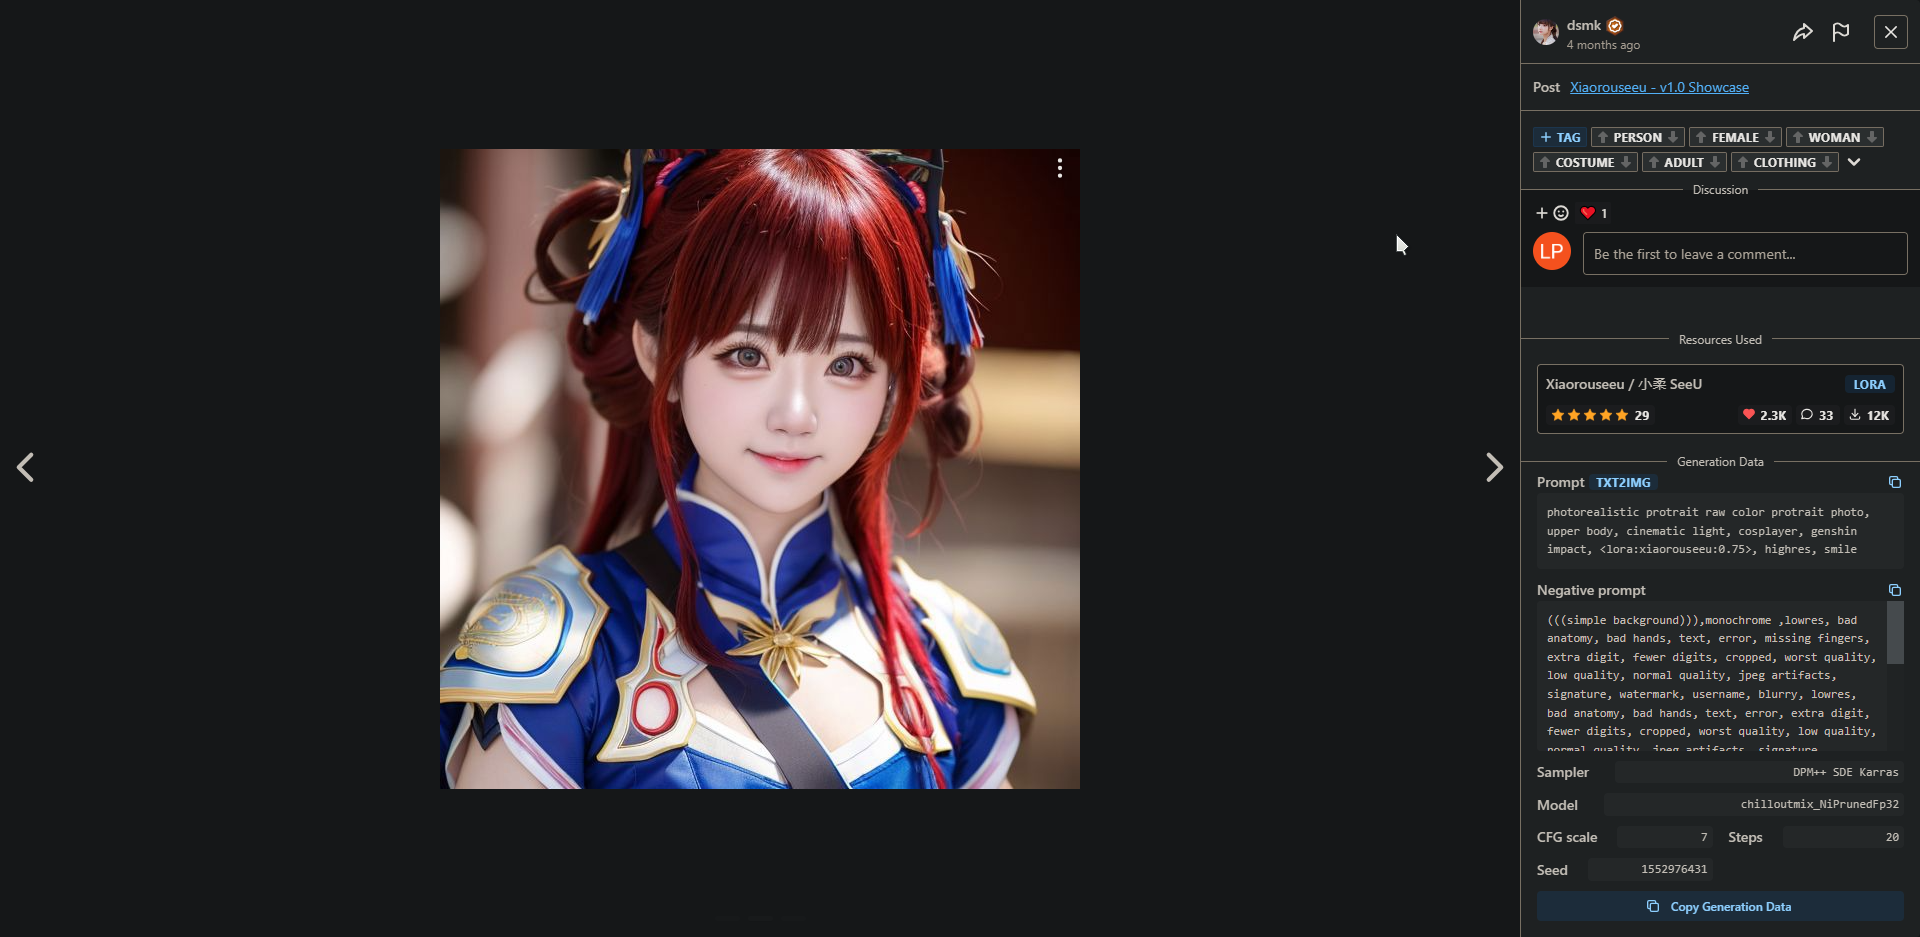 dsmk
4 months ago
Post Xiaorouseeu - v1.0 Showcase
+ TAG PERSON FEMALE WOMAN
COSTUME ADULT CLOTHING
Discussion
1
LP Be the first to leave a comment...
Resources Used
Xiaorouseeu / 小柔 SeeU LORA
29 2.3K 33 12K
Generation Data
Prompt TXT2IMG
photorealistic protrait raw color protrait photo,
upper body, cinematic light, cosplayer, genshin
impact, <lora:xiaorouseeu:0.75>, highres, smile
Negative prompt
(((simple background))),monochrome ,lowres, bad
anatomy, bad hands, text, error, missing fingers,
extra digit, fewer digits, cropped, worst quality,
low quality, normal quality, jpeg artifacts,
signature, watermark, username, blurry, lowres,
bad anatomy, bad hands, text, error, extra digit,
fewer digits, cropped, worst quality, low quality,
normal quality, jpeg artifacts, signature,
Sampler DPM++ SDE Karras
Model chilloutmix_NiPrunedFp32
CFG scale 7 Steps 20
Seed 1552976431
Copy Generation Data